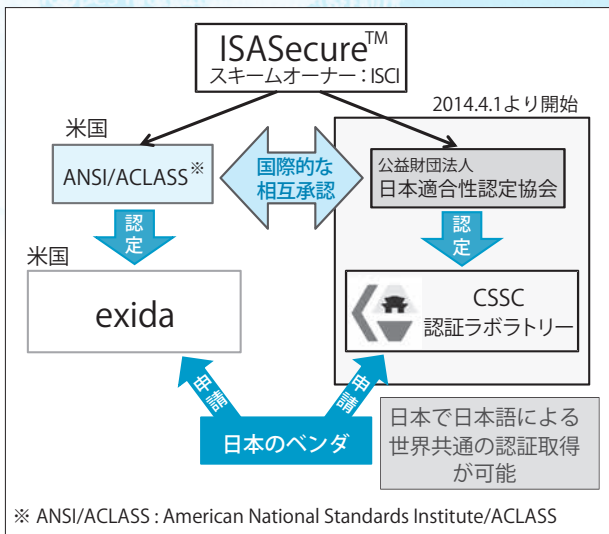 ISASecure™
スキームオーナー：ISCI
2014.4.1より開始
米国
ANSI/ACLASS※
国際的な
相互承認
公益財団法人
日本適合性認定協会
認定
認定
米国
exida
CSSC
認証ラボラトリー
申請
申請
日本のベンダ
日本で日本語による
世界共通の認証取得
が可能
※ ANSI/ACLASS : American National Standards Institute/ACLASS